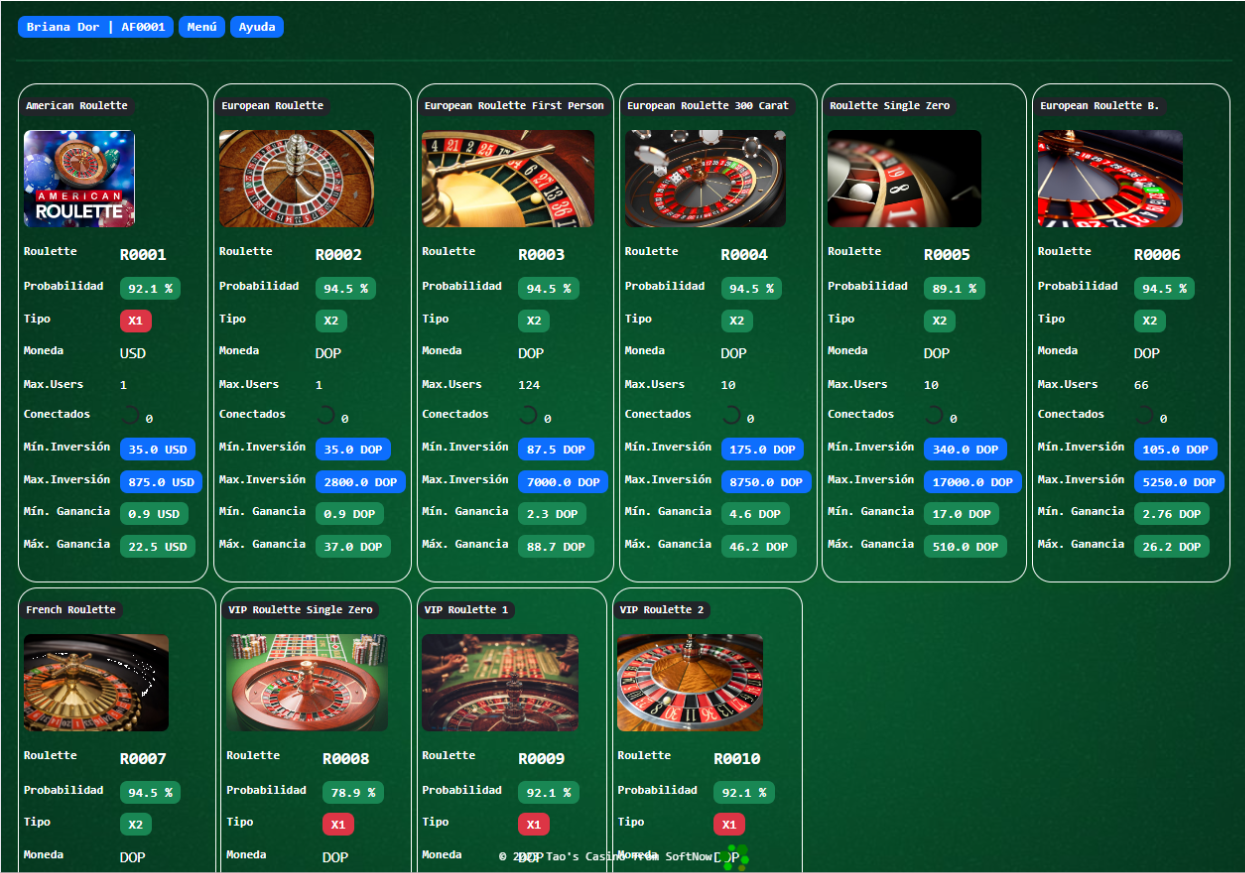 Briana Dor | AF0001 Menú Ayuda
American Roulette
AMERICAN
ROULETTE
Roulette R0001
Probabilidad 92.1 %
Tipo X1
Moneda USD
Max.Users 1
Conectados 0
Mín.Inversión 35.0 USD
Max.Inversión 875.0 USD
Mín. Ganancia 0.9 USD
Máx. Ganancia 22.5 USD
European Roulette
Roulette R0002
Probabilidad 94.5 %
Tipo X2
Moneda DOP
Max.Users 1
Conectados 0
Mín.Inversión 35.0 DOP
Max.Inversión 2800.0 DOP
Mín. Ganancia 0.9 DOP
Máx. Ganancia 37.0 DOP
European Roulette First Person
4 21 2 25
6 27 13 36
Roulette R0003
Probabilidad 94.5 %
Tipo X2
Moneda DOP
Max.Users 124
Conectados 0
Mín.Inversión 87.5 DOP
Max.Inversión 7000.0 DOP
Mín. Ganancia 2.3 DOP
Máx. Ganancia 88.7 DOP
European Roulette 300 Carat
Roulette R0004
Probabilidad 94.5 %
Tipo X2
Moneda DOP
Max.Users 10
Conectados 0
Mín.Inversión 175.0 DOP
Max.Inversión 8750.0 DOP
Mín. Ganancia 4.6 DOP
Máx. Ganancia 46.2 DOP
Roulette Single Zero
8
Roulette R0005
Probabilidad 89.1 %
Tipo X2
Moneda DOP
Max.Users 10
Conectados 0
Mín.Inversión 340.0 DOP
Max.Inversión 17000.0 DOP
Mín. Ganancia 17.0 DOP
Máx. Ganancia 510.0 DOP
European Roulette B.
Roulette R0006
Probabilidad 94.5 %
Tipo X2
Moneda DOP
Max.Users 66
Conectados 0
Mín.Inversión 105.0 DOP
Max.Inversión 5250.0 DOP
Mín. Ganancia 2.76 DOP
Máx. Ganancia 26.2 DOP
French Roulette
Roulette R0007
Probabilidad 94.5 %
Tipo X2
Moneda DOP
VIP Roulette Single Zero
Roulette R0008
Probabilidad 78.9 %
Tipo X1
Moneda DOP
VIP Roulette 1
Roulette R0009
Probabilidad 92.1 %
Tipo X1
Moneda DOP
VIP Roulette 2
Roulette R0010
Probabilidad 92.1 %
Tipo X1
Moneda DOP
© Tao's Casino from SoftNow